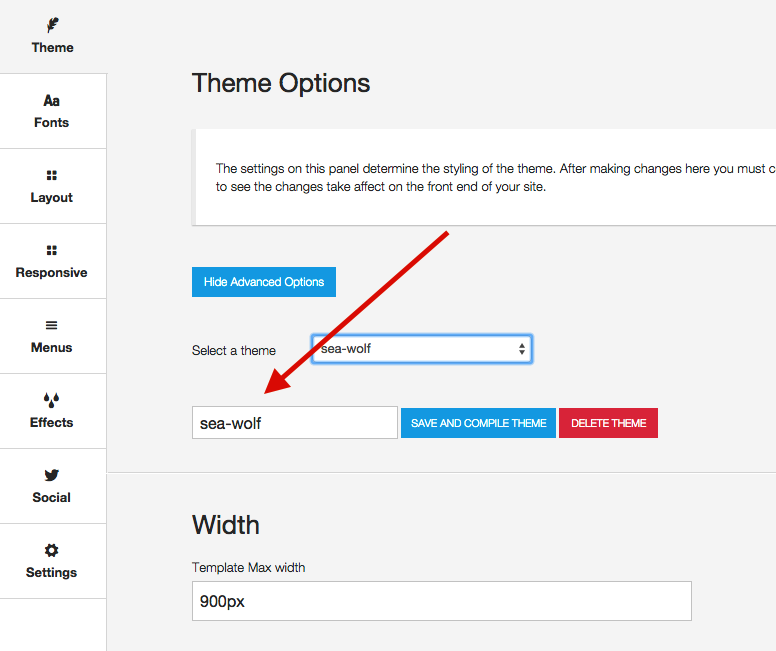 Theme
Aa
Fonts
Layout
Responsive
Menus
Effects
Social
Settings
Theme Options
The settings on this panel determine the styling of the theme. After making changes here you must c
to see the changes take affect on the front end of your site.
Hide Advanced Options
Select a theme sea-wolf
sea-wolf SAVE AND COMPILE THEME DELETE THEME
Width
Template Max width
900px